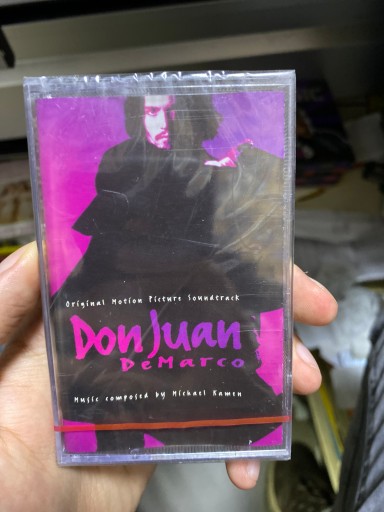 Original Motion Picture Soundtrack
Don Juan
DeMarco
Music composed by Michael Kamen